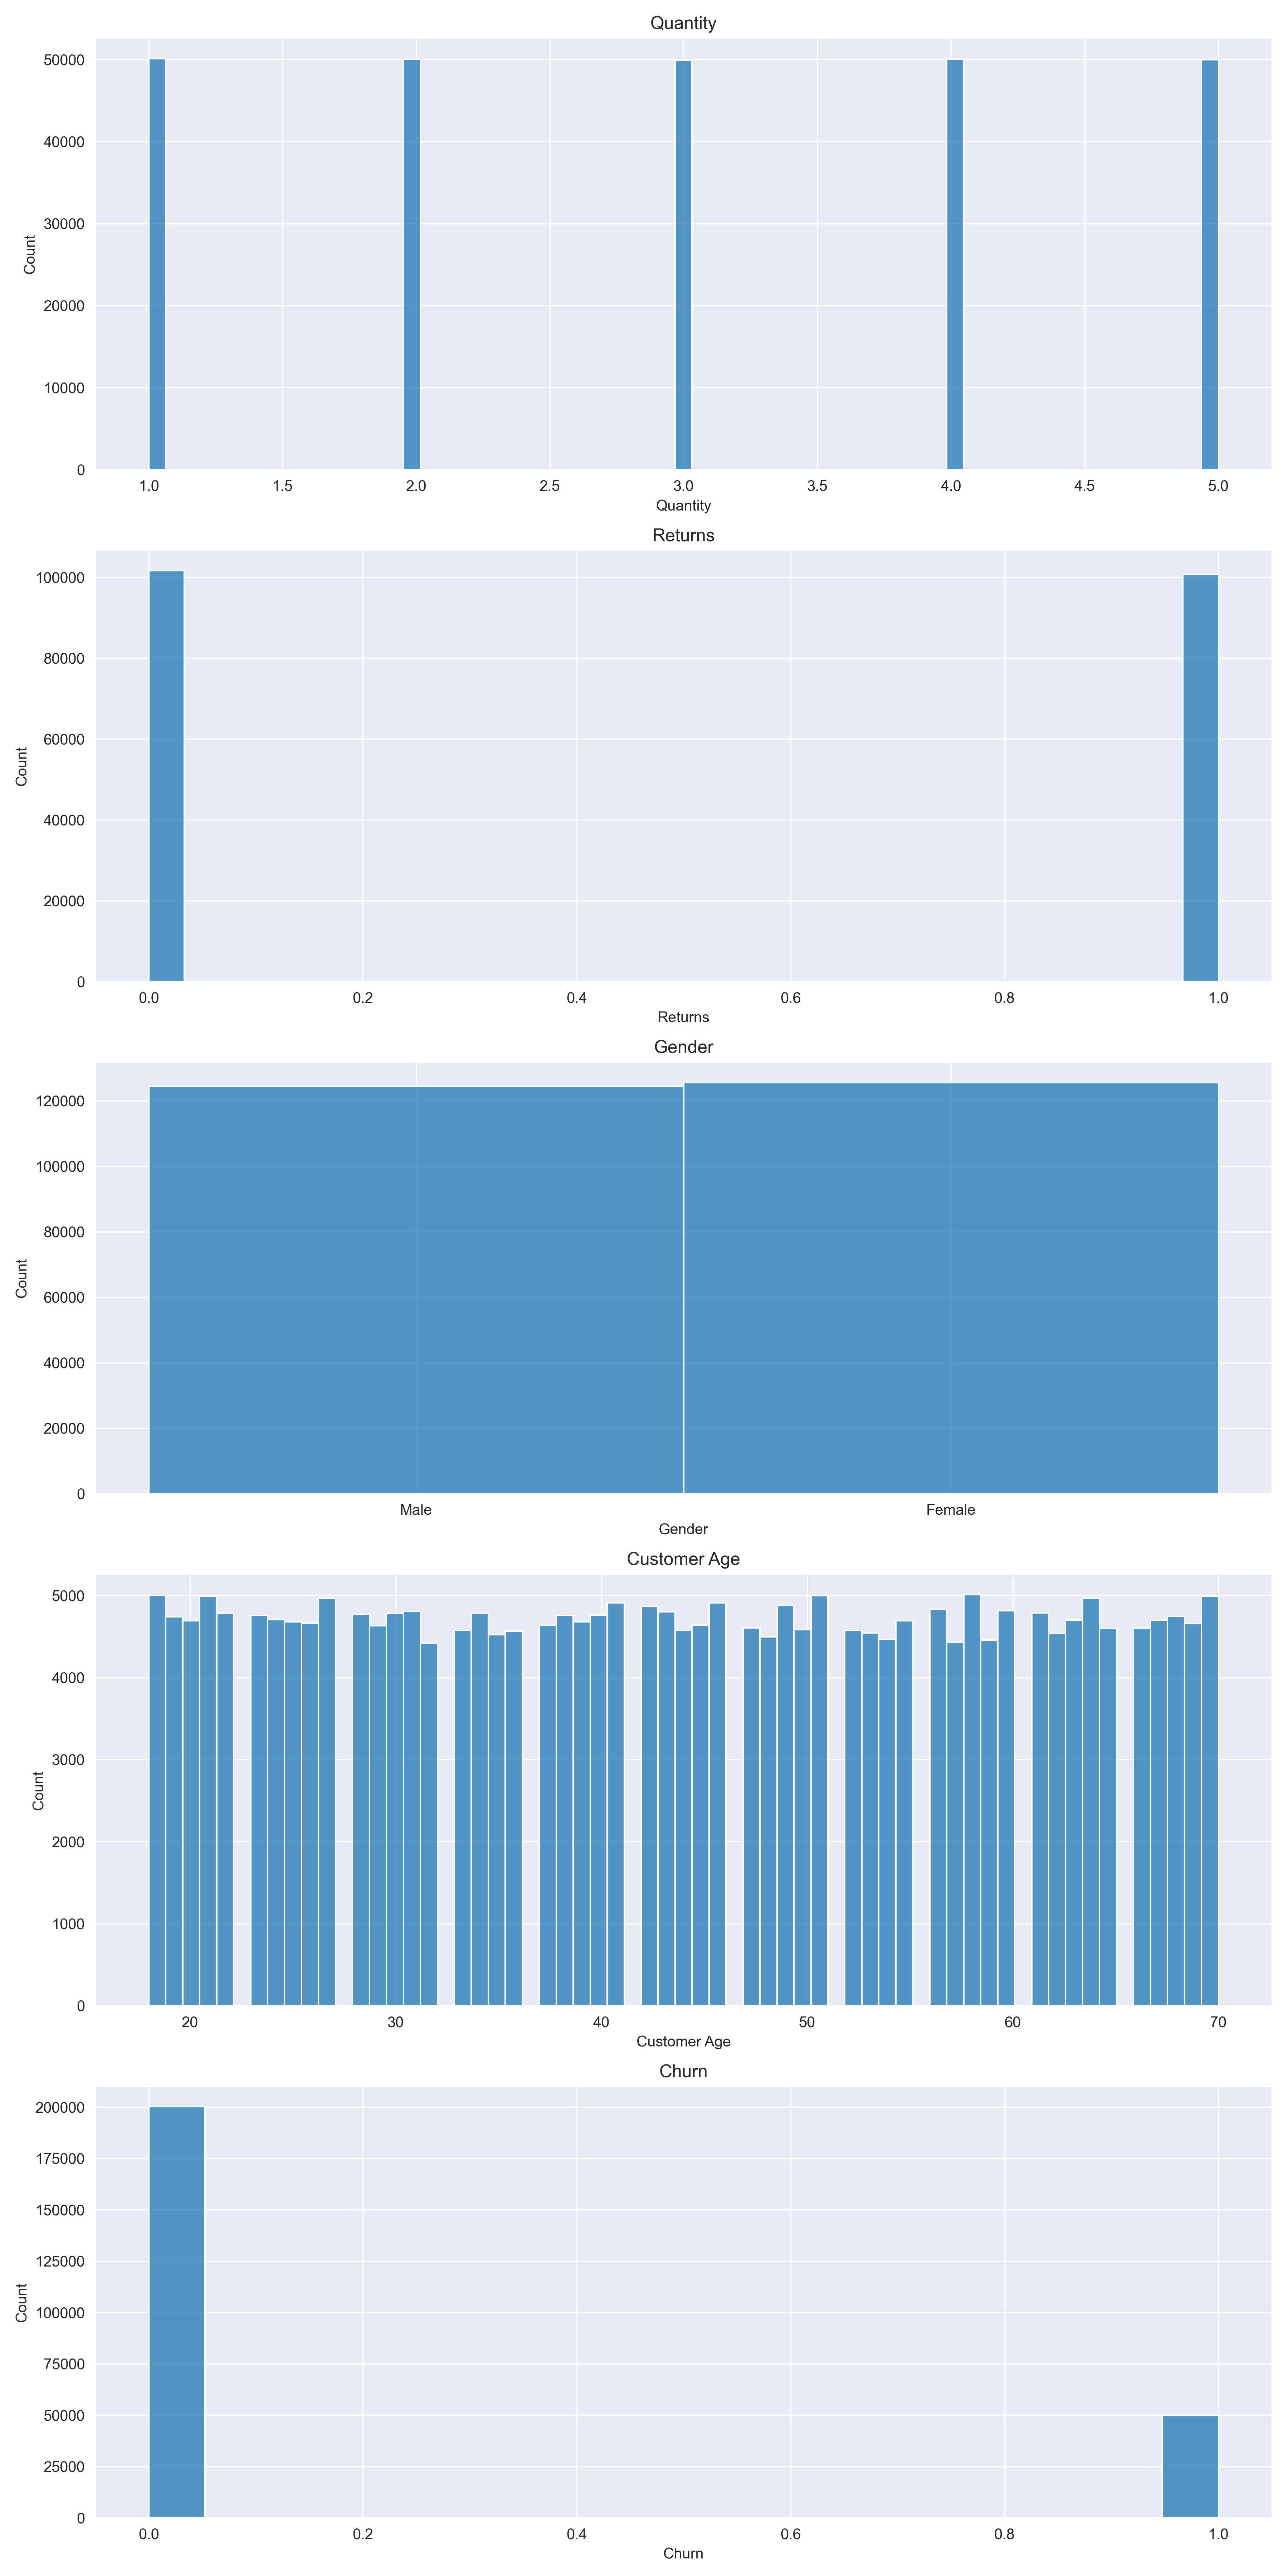 Quantity
50000
40000
30000
20000
10000
0
Count
1.0 1.5 2.0 2.5 3.0 3.5 4.0 4.5 5.0
Quantity
Returns
100000
80000
60000
40000
20000
0
Count
0.0 0.2 0.4 0.6 0.8 1.0
Returns
Gender
120000
100000
80000
60000
40000
20000
0
Count
Male Female
Gender
Customer Age
5000
4000
3000
2000
1000
0
Count
20 30 40 50 60 70
Customer Age
Churn
200000
175000
150000
125000
100000
75000
50000
25000
0
Count
0.0 0.2 0.4 0.6 0.8 1.0
Churn